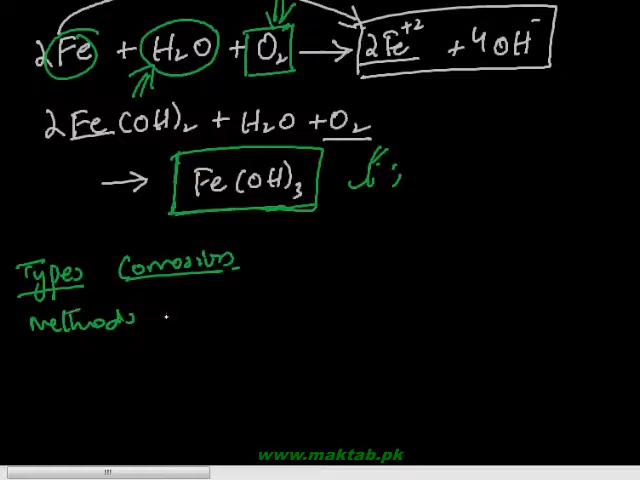 2Fe + H2O + O2 → 2Fe+2 + 4OH-
2Fe(OH)2 + H2O + O2
→ Fe(OH)3
Types Corrosion
methods
www.maktab.pk